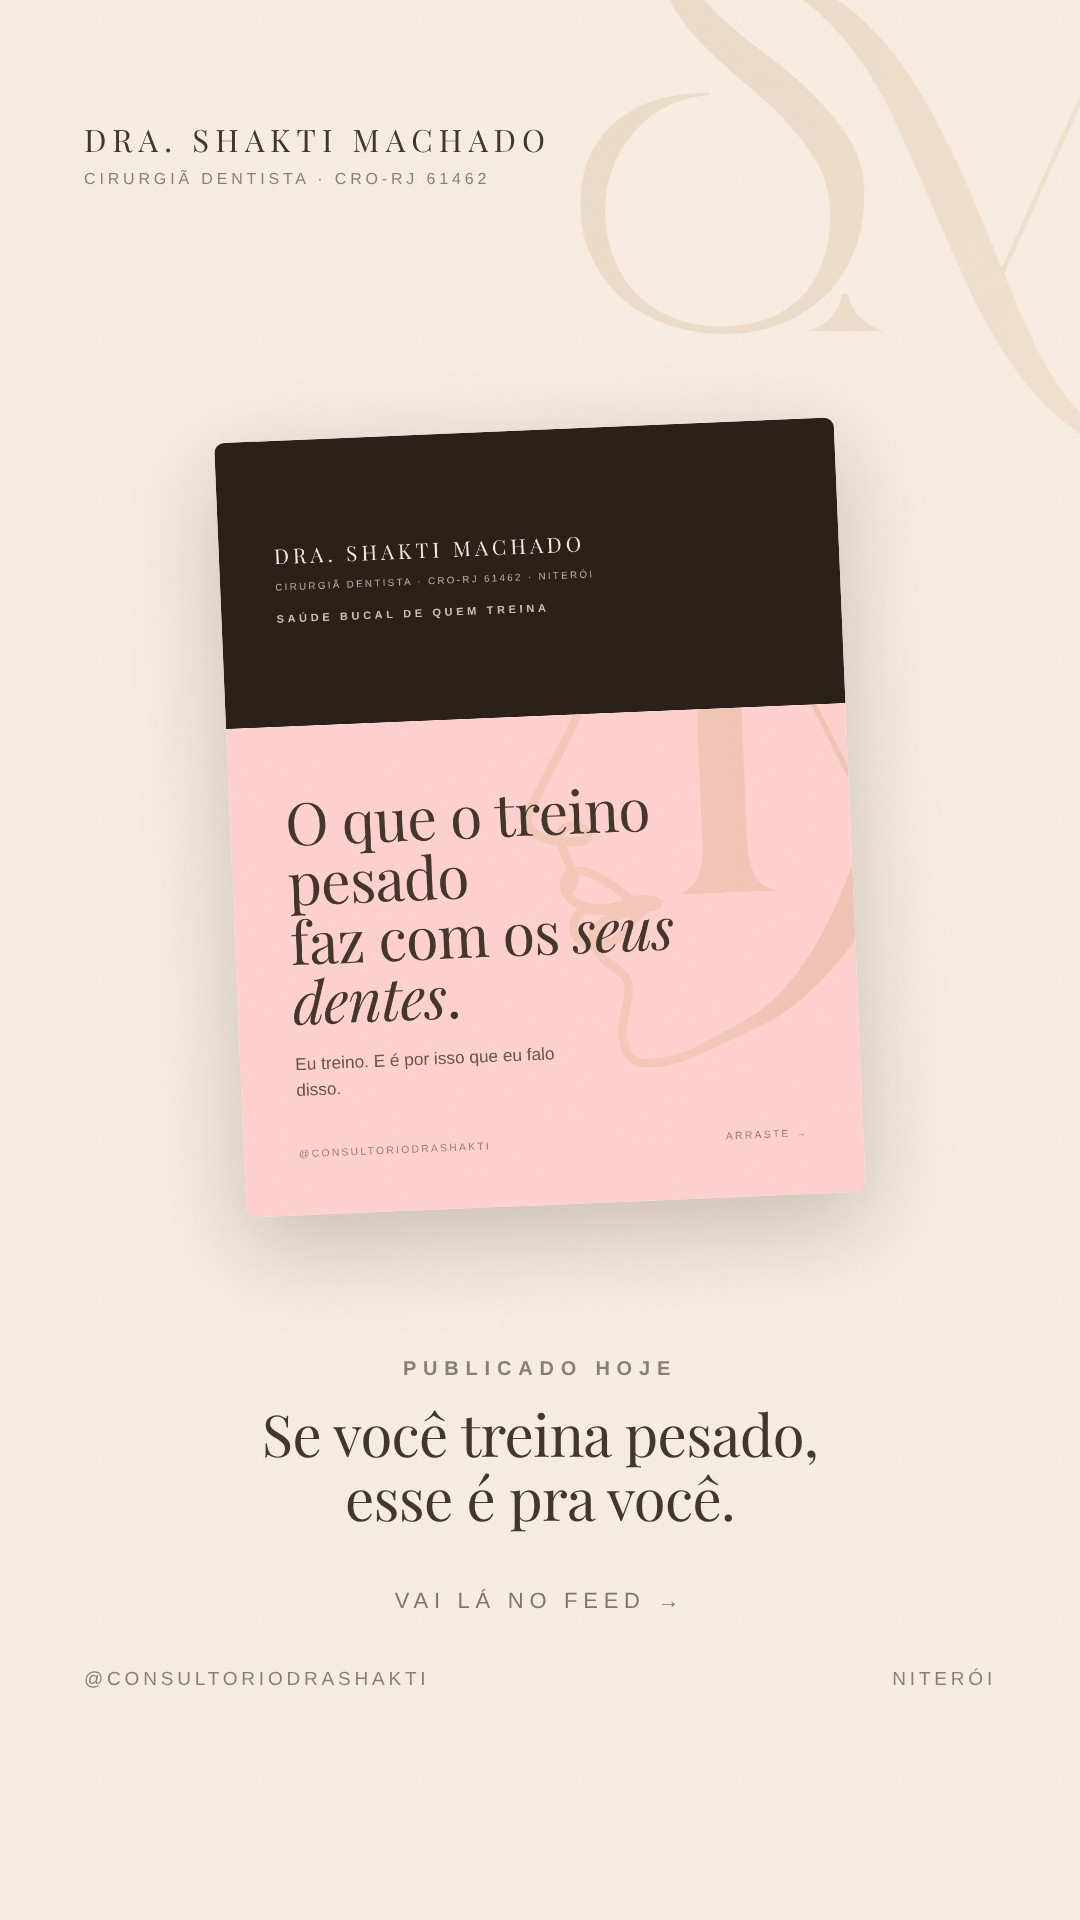 DRA. SHAKTI MACHADO
CIRURGIÃ DENTISTA · CRO-RJ 61462
DRA. SHAKTI MACHADO
CIRURGIÃ DENTISTA · CRO-RJ 61462 · NITERÓI
SAÚDE BUCAL DE QUEM TREINA
O que o treino
pesado
faz com os seus
dentes.
Eu treino. E é por isso que eu falo
disso.
@CONSULTORIODRASHAKTI
ARRASTE →
PUBLICADO HOJE
Se você treina pesado,
esse é pra você.
VAI LÁ NO FEED →
@CONSULTORIODRASHAKTI
NITERÓI